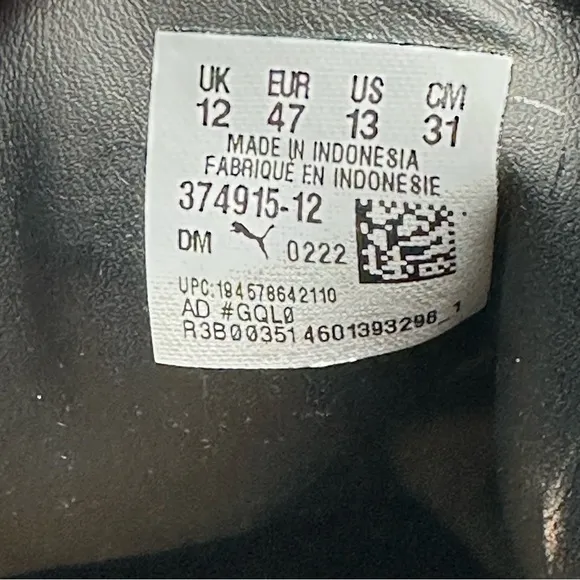 UK EUR US CM
12 47 13 31
MADE IN INDONESIA
FABRIQUÉ EN INDONESIE
374915-12
DM 0222
UPC:194578642110
AD #GQL0
R3B00351 4601393298_1